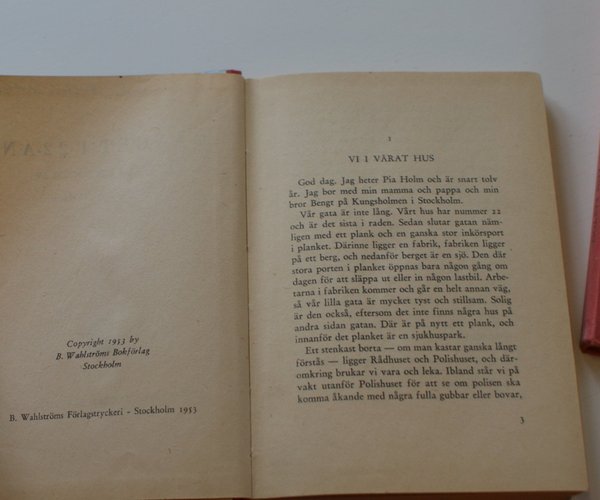 Copyright 1953 by
B. Wahlströms Bokförlag
Stockholm
B. Wahlströms Förlagstryckeri - Stockholm 1953
1
VI I VÅRAT HUS
God dag. Jag heter Pia Holm och är snart tolv
år. Jag bor med min mamma och pappa och min
bror Bengt på Kungsholmen i Stockholm.
Vår gata är inte lång. Vårt hus har nummer 22
och är det sista i raden. Sedan slutar gatan näm-
ligen med ett plank och en ganska stor inkörsport
i planket. Därinne ligger en fabrik, fabriken ligger
på ett berg, och nedanför berget är en sjö. Den där
stora porten i planket öppnas bara någon gång om
dagen för att släppa ut eller in någon lastbil. Arbe-
tarna i fabriken kommer och går en helt annan väg,
så vår lilla gata är mycket tyst och stillsam. Solig
är den också, eftersom det inte finns några hus på
andra sidan gatan. Där är på nytt ett plank, och
innanför det planket är en sjukhuspark.
Ett stenkast borta — om man kastar ganska långt
förstås — ligger Rådhuset och Polishuset, och där-
omkring brukar vi vara och leka. Ibland står vi på
vakt utanför Polishuset för att se om polisen ska
komma åkande med några fulla gubbar eller bovar,
3